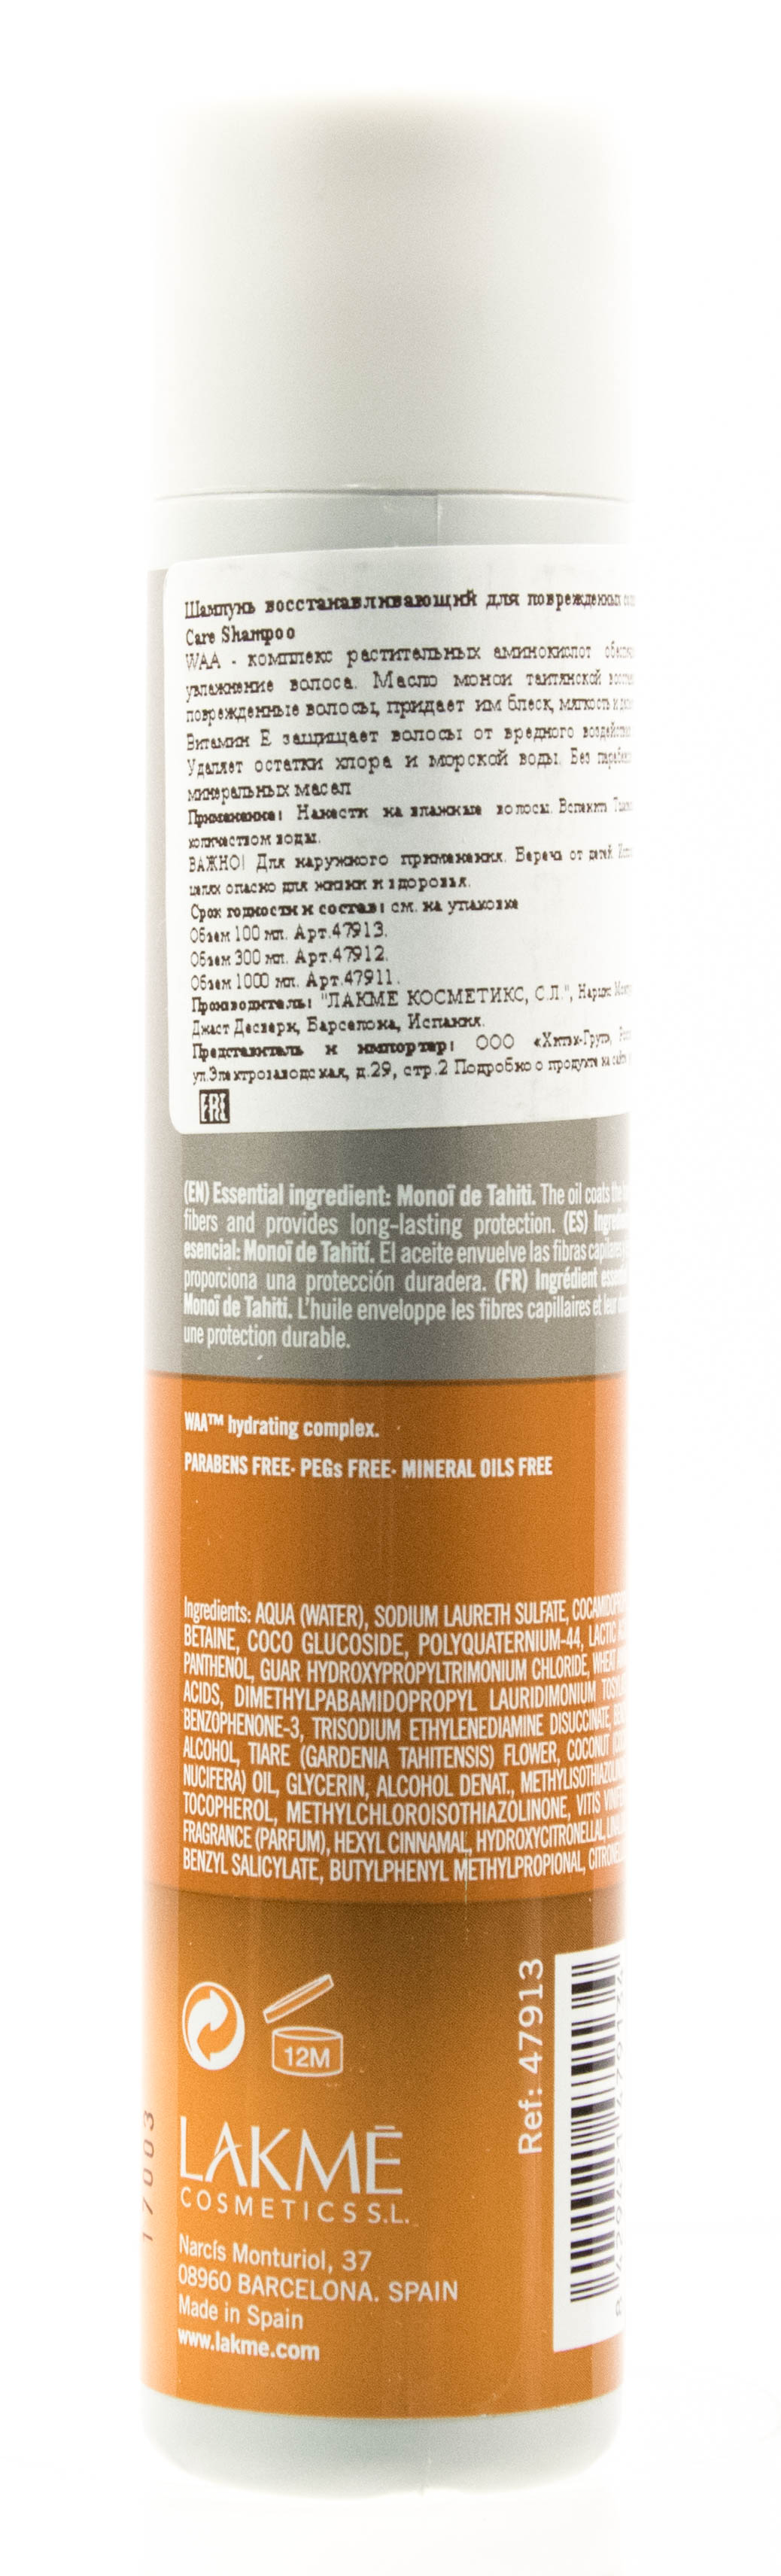 Шампунь восстанавливающий для поврежденных
Care Shampoo
WAA - комплекс растительных аминокислот
увлажнение волоса. Масло монои таитянской
поврежденные волосы, придает им блеск, мягкость и
Витамин Е защищает волосы от вредного воздействия
Удаляет остатки хлора и морской воды. Без
минеральных масел
Применение: Нанести на влажные волосы. Вспенить.
количеством воды.
ВАЖНО! Для наружного применения. Беречь от детей.
целях опасно для жизни и здоровья.
Срок годности и состав: см. на упаковке
Объем 100 мл. Арт.47913.
Объем 300 мл. Арт.47912.
Объем 1000 мл. Арт.47911.
Производитель: "ЛАКМЕ КОСМЕТИКС, С.Л.", Нарцис
Джаст Десверн, Барселона, Испания.
Представитель и импортер: ООО «Хитэк-Груп»,
ул.Электрозаводская, д.29, стр.2 Подробно о продукте на сайте
EAC
(EN) Essential ingredient: Monoï de Tahiti. The oil coats the
fibers and provides long-lasting protection. (ES)
esencial: Monoï de Tahití. El aceite envuelve las fibras capilares
proporciona una protección duradera. (FR) Ingrédient essentiel
Monoï de Tahiti. L'huile enveloppe les fibres capillaires et leur
une protection durable.
WAA™ hydrating complex.
PARABENS FREE· PEGs FREE· MINERAL OILS FREE
Ingredients: AQUA (WATER), SODIUM LAURETH SULFATE,
BETAINE, COCO GLUCOSIDE, POLYQUATERNIUM-44, LACTIC
PANTHENOL, GUAR HYDROXYPROPYLTRIMONIUM CHLORIDE, WHEAT
ACIDS, DIMETHYLPABAMIDOPROPYL LAURIDIMONIUM
BENZOPHENONE-3, TRISODIUM ETHYLENEDIAMINE DISUCCINATE,
ALCOHOL, TIARE (GARDENIA TAHITENSIS) FLOWER, COCONUT
NUCIFERA) OIL, GLYCERIN, ALCOHOL DENAT.,
TOCOPHEROL, METHYLCHLOROISOTHIAZOLINONE, VITIS
FRAGRANCE (PARFUM), HEXYL CINNAMAL, HYDROXYCITRONELLAL,
BENZYL SALICYLATE, BUTYLPHENYL METHYLPROPIONAL,
12M
Ref: 47913
17003
LAKMĒ
COSMETICS S.L.
Narcís Monturiol, 37
08960 BARCELONA. SPAIN
Made in Spain
www.lakme.com